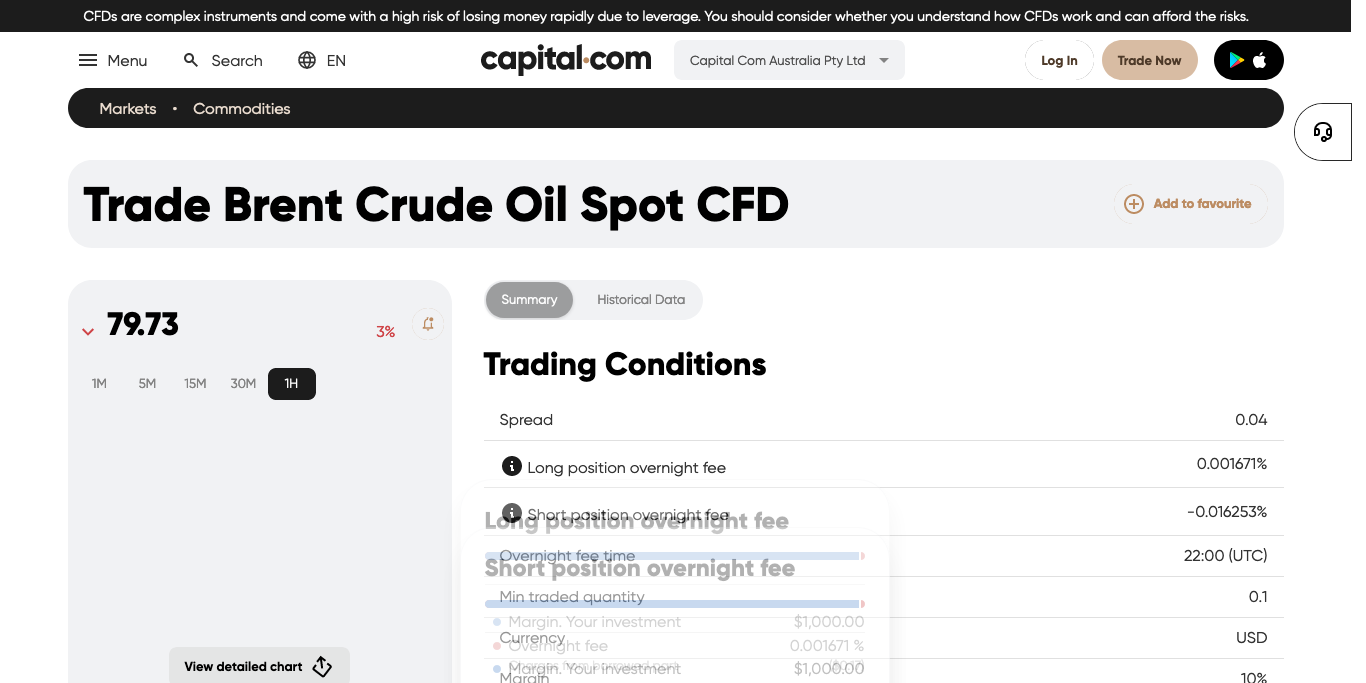 CFDs are complex instruments and come with a high risk of losing money rapidly due to leverage. You should consider whether you understand how CFDs work and can afford the risks.
Menu Search EN capital.com Capital Com Australia Pty Ltd Log In Trade Now
Markets • Commodities
Trade Brent Crude Oil Spot CFD Add to favourite
79.73 3%
1M 5M 15M 30M 1H
View detailed chart
Summary Historical Data
Trading Conditions
Spread 0.04
Long position overnight fee 0.001671%
Short position overnight fee -0.016253%
Long position overnight fee
Overnight fee time 22:00 (UTC)
Short position overnight fee
Min traded quantity 0.1
Margin. Your investment $1,000.00
Currency USD
Overnight fee 0.001671 %
Margin. Your investment $1,000.00
Margin 10%